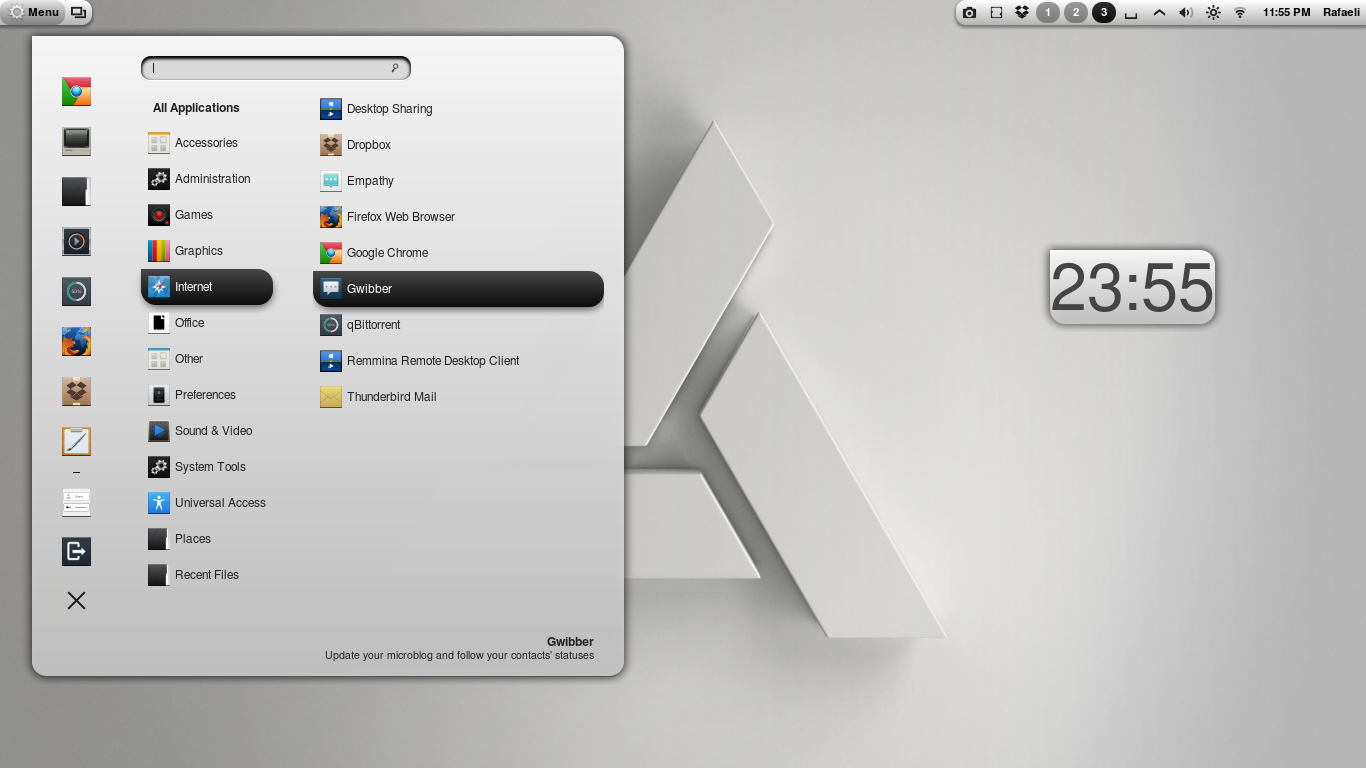 Menu
1 2 3
11:55 PM Rafaeli
All Applications
Accessories
Administration
Games
Graphics
Internet
Office
Other
Preferences
Sound & Video
System Tools
Universal Access
Places
Recent Files
Desktop Sharing
Dropbox
Empathy
Firefox Web Browser
Google Chrome
Gwibber
qBittorrent
Remmina Remote Desktop Client
Thunderbird Mail
Gwibber
Update your microblog and follow your contacts' statuses
23:55